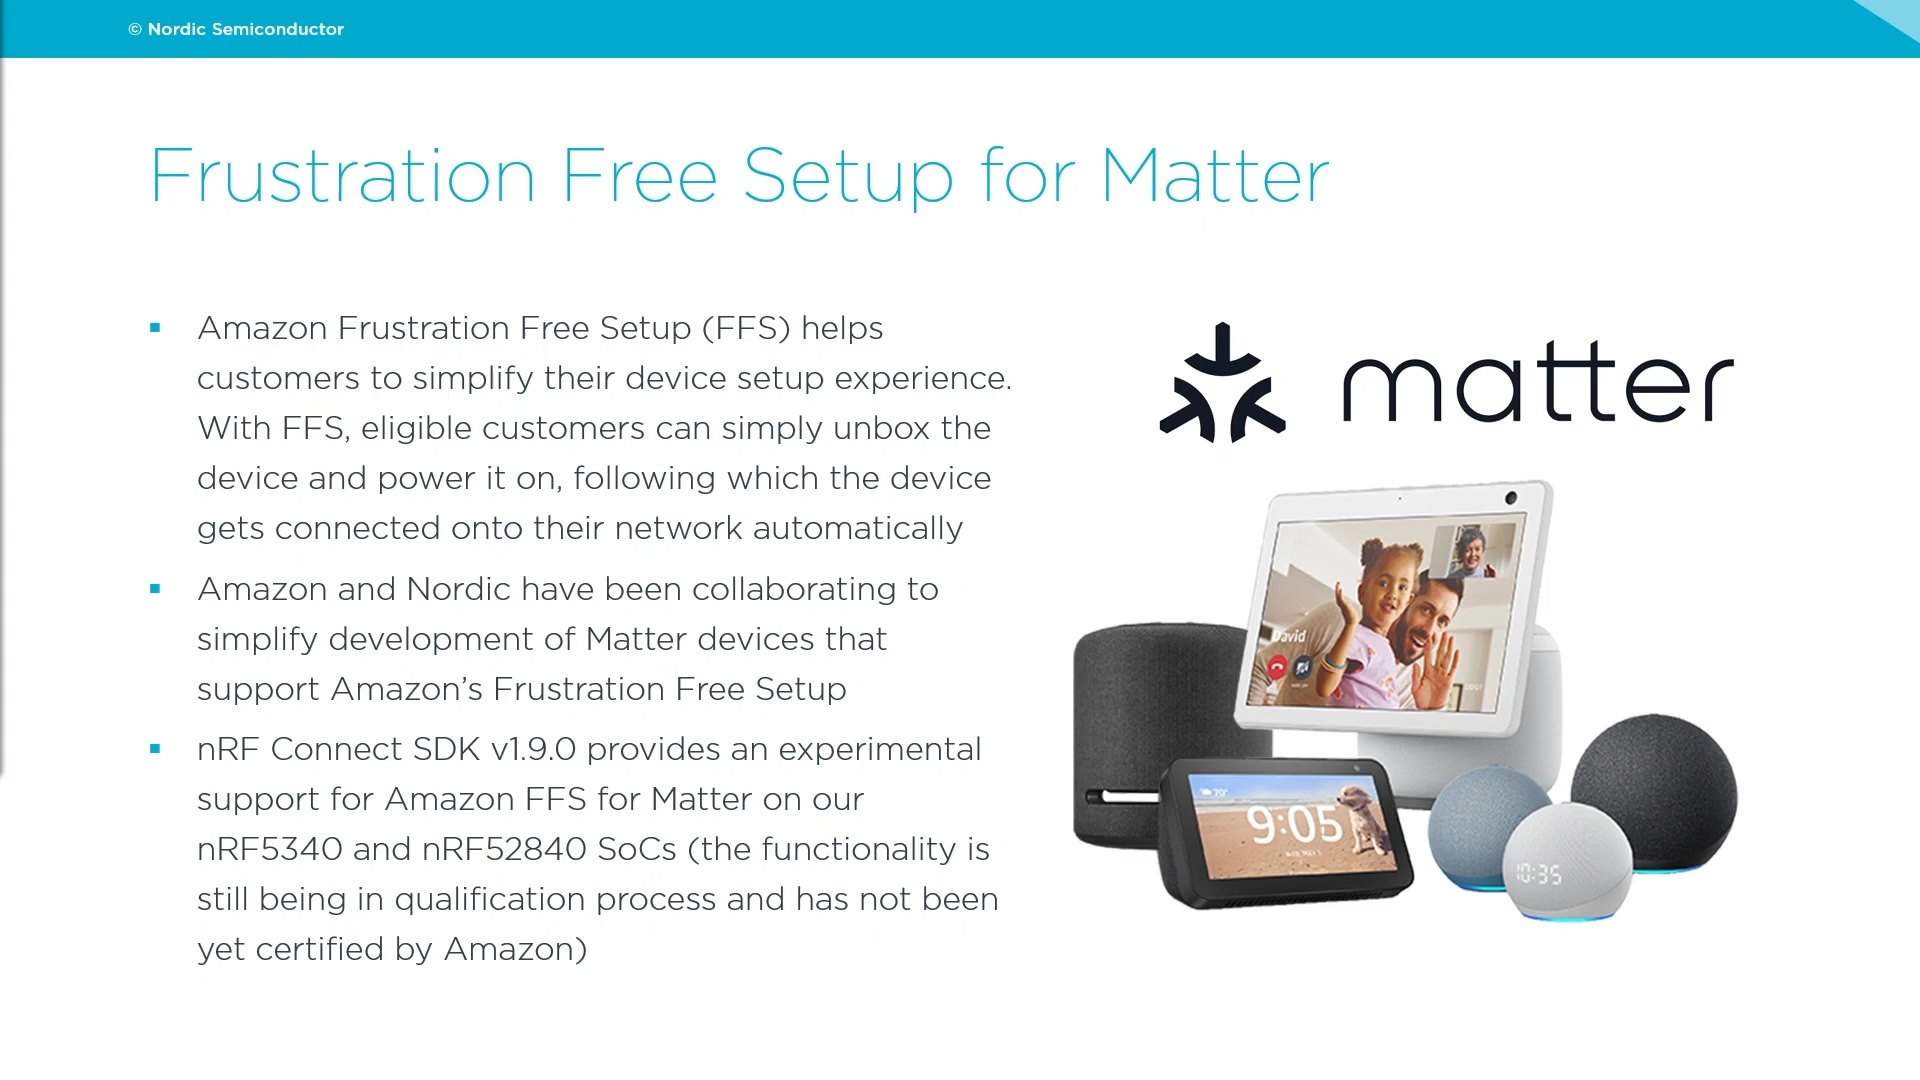 © Nordic Semiconductor
Frustration Free Setup for Matter
▪ Amazon Frustration Free Setup (FFS) helps
customers to simplify their device setup experience.
With FFS, eligible customers can simply unbox the
device and power it on, following which the device
gets connected onto their network automatically
▪ Amazon and Nordic have been collaborating to
simplify development of Matter devices that
support Amazon’s Frustration Free Setup
▪ nRF Connect SDK v1.9.0 provides an experimental
support for Amazon FFS for Matter on our
nRF5340 and nRF52840 SoCs (the functionality is
still being in qualification process and has not been
yet certified by Amazon)
matter
David
70°
9:05
10:35